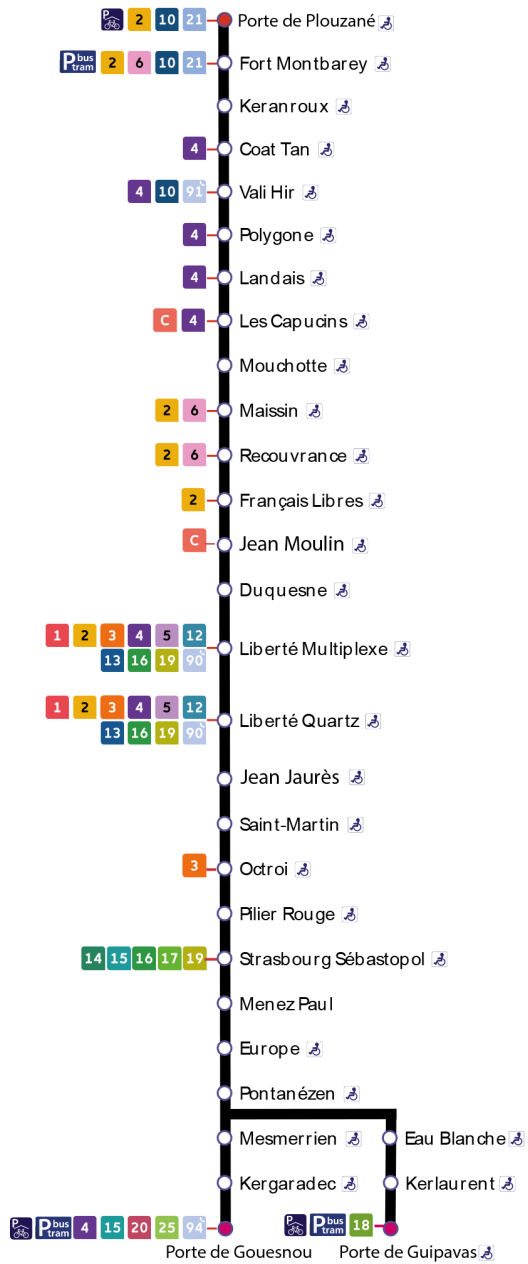 P 2 10 21 Porte de Plouzané
P bus tram 2 6 10 21 Fort Montbarey
Keranroux
4 Coat Tan
4 10 91 Vali Hir
4 Polygone
4 Landais
C 4 Les Capucins
Mouchotte
2 6 Maissin
2 6 Recouvrance
2 Français Libres
C Jean Moulin
Duquesne
1 2 3 4 5 12
13 16 19 90 Liberté Multiplexe
1 2 3 4 5 12
13 16 19 90 Liberté Quartz
Jean Jaurès
Saint-Martin
3 Octroi
Pilier Rouge
14 15 16 17 19 Strasbourg Sébastopol
Menez Paul
Europe
Pontanézen
Mesmerrien Eau Blanche
Kergaradec Kerlaurent
P P bus tram 4 15 20 25 94 P P bus tram 18
Porte de Gouesnou Porte de Guipavas